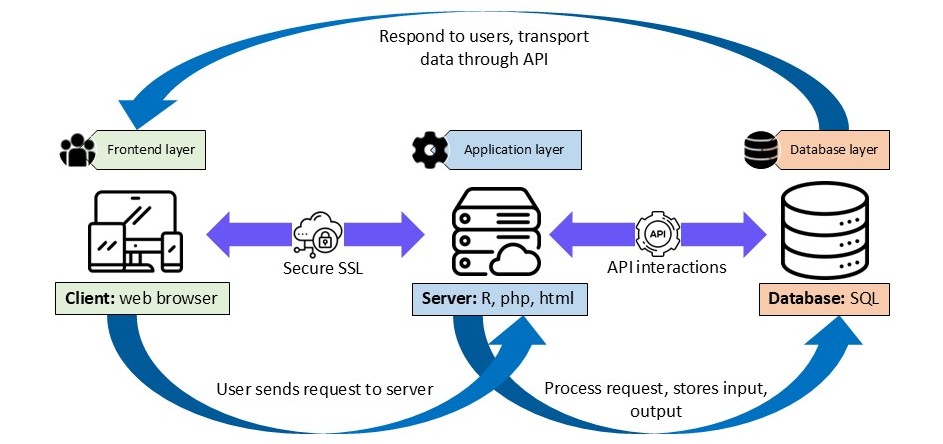 Respond to users, transport
data through API
Frontend layer
Application layer
Database layer
API
Secure SSL
API interactions
Client: web browser
Server: R, php, html
Database: SQL
User sends request to server
Process request, stores input,
output